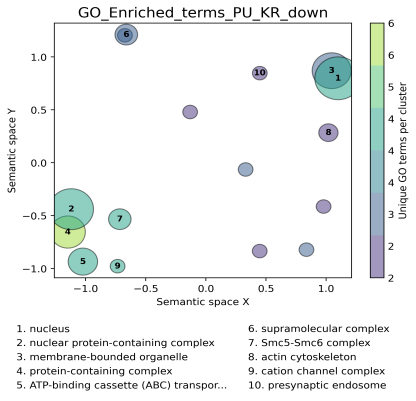 GO_Enriched_terms_PU_KR_down
6
10
3
1
8
2
4
7
5
9
1.0
0.5
0.0
−0.5
−1.0
Semantic space Y
−1.0 −0.5 0.0 0.5 1.0
Semantic space X
6
6
5
4
4
3
3
2
2
Unique GO terms per cluster
1. nucleus
2. nuclear protein-containing complex
3. membrane-bounded organelle
4. protein-containing complex
5. ATP-binding cassette (ABC) transpor...
6. supramolecular complex
7. Smc5-Smc6 complex
8. actin cytoskeleton
9. cation channel complex
10. presynaptic endosome